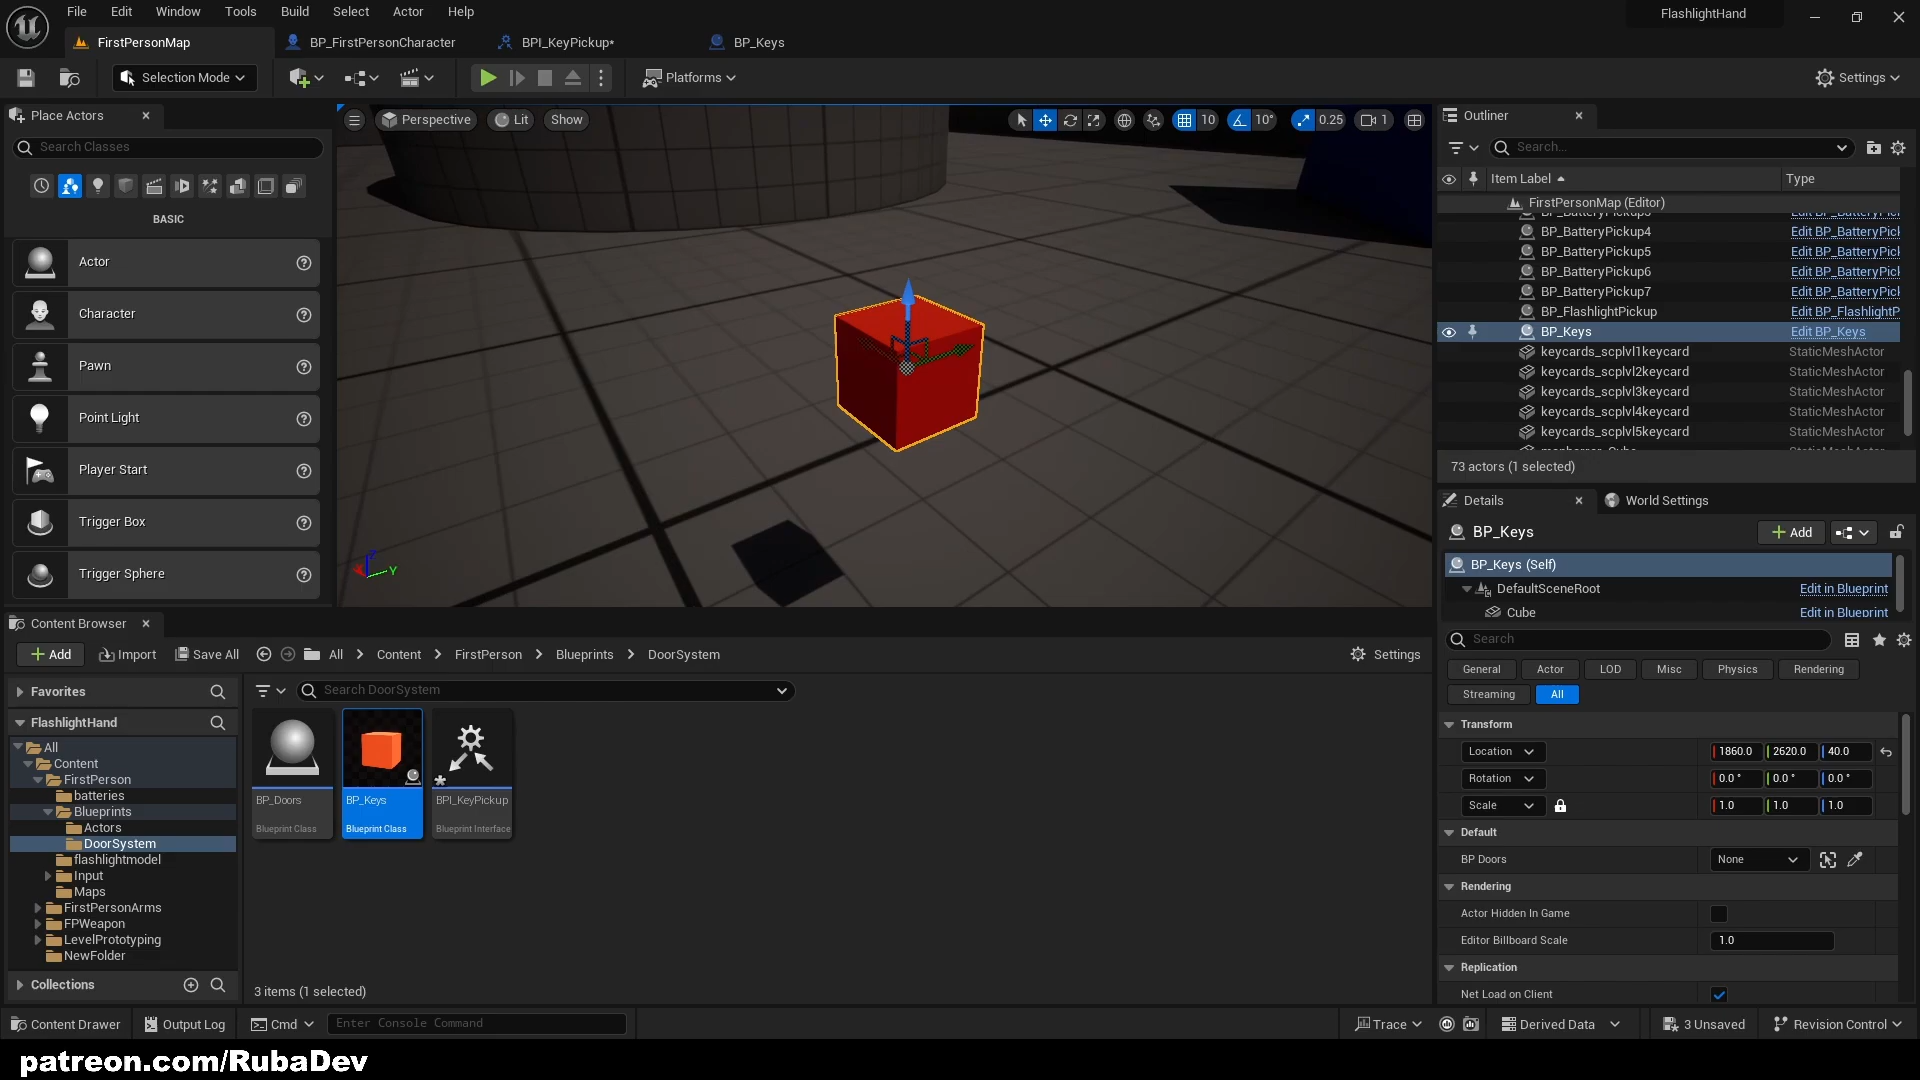 File Edit Window Tools Build Select Actor Help
FlashlightHand
FirstPersonMap
BP_FirstPersonCharacter
BPI_KeyPickup*
BP_Keys
Selection Mode
Platforms
Settings
Place Actors
Search Classes
BASIC
Actor
Character
Pawn
Point Light
Player Start
Trigger Box
Trigger Sphere
Perspective
Lit
Show
10
10°
0.25
1
X
Y
Z
Outliner
Search...
Item Label
Type
FirstPersonMap (Editor)
BP_BatteryPickup4 Edit BP_BatteryPick
BP_BatteryPickup5 Edit BP_BatteryPick
BP_BatteryPickup6 Edit BP_BatteryPick
BP_BatteryPickup7 Edit BP_BatteryPick
BP_FlashlightPickup Edit BP_FlashlightP
BP_Keys Edit BP_Keys
keycards_scplvl1keycard StaticMeshActor
keycards_scplvl2keycard StaticMeshActor
keycards_scplvl3keycard StaticMeshActor
keycards_scplvl4keycard StaticMeshActor
keycards_scplvl5keycard StaticMeshActor
73 actors (1 selected)
Details
World Settings
BP_Keys
Add
BP_Keys (Self)
DefaultSceneRoot Edit in Blueprint
Cube Edit in Blueprint
Search
General Actor LOD Misc Physics Rendering
Streaming All
Transform
Location 1860.0 2620.0 40.0
Rotation 0.0° 0.0° 0.0°
Scale 1.0 1.0 1.0
Default
BP Doors None
Rendering
Actor Hidden In Game
Editor Billboard Scale 1.0
Replication
Net Load on Client
Content Browser
Add Import Save All All Content FirstPerson Blueprints DoorSystem Settings
Favorites
Search DoorSystem
FlashlightHand
All
Content
FirstPerson
batteries
Blueprints
Actors
DoorSystem
flashlightmodel
Input
Maps
FirstPersonArms
FPWeapon
LevelPrototyping
NewFolder
Collections
BP_Doors
Blueprint Class
BP_Keys
Blueprint Class
BPI_KeyPickup
Blueprint Interface
3 items (1 selected)
Content Drawer Output Log Cmd Enter Console Command Trace Derived Data 3 Unsaved Revision Control
patreon.com/RubaDev